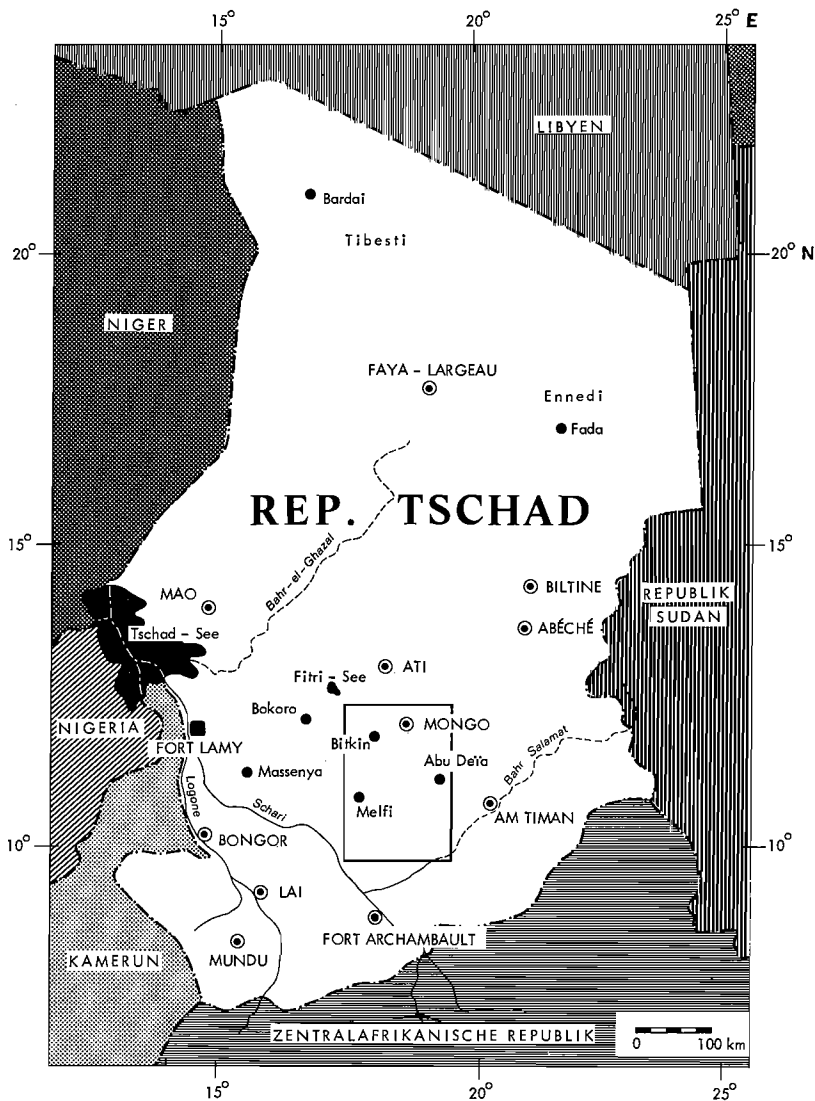 15° 20° 25° E
LIBYEN
Bardai
Tibesti
20° 20° N
NIGER
FAYA – LARGEAU
Ennedi
Fada
REP. TSCHAD
15° 15°
Bahr-el-Ghazal
MAO
BILTINE
REPUBLIK
SUDAN
Tschad – See
ABÉCHÉ
ATI
Fitri – See
Bokoro
MONGO
NIGERIA
FORT LAMY
Bitkin
Abu Deïa
Bahr Salamat
Massenya
Logone
Schari
Melfi
AM TIMAN
10° 10°
BONGOR
LAI
FORT ARCHAMBAULT
KAMERUN
MUNDU
ZENTRALAFRIKANISCHE REPUBLIK
0 100 km
15° 20° 25°